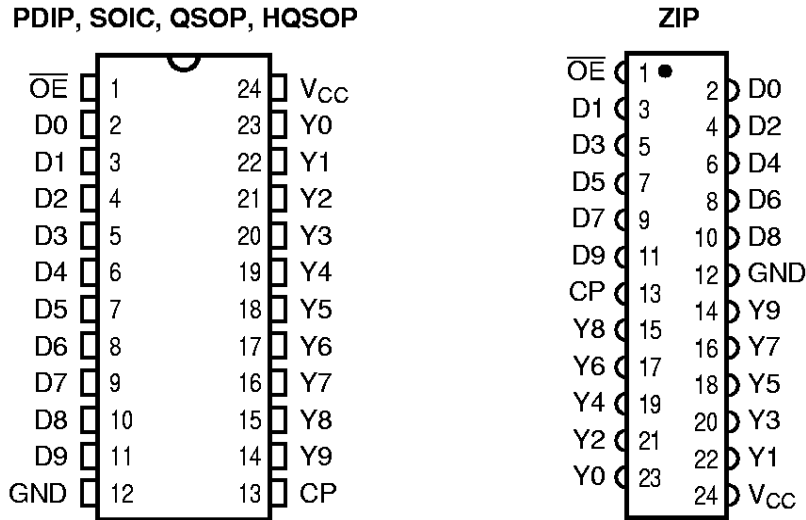 PDIP, SOIC, QSOP, HQSOP
OE 1 24 VCC
D0 2 23 Y0
D1 3 22 Y1
D2 4 21 Y2
D3 5 20 Y3
D4 6 19 Y4
D5 7 18 Y5
D6 8 17 Y6
D7 9 16 Y7
D8 10 15 Y8
D9 11 14 Y9
GND 12 13 CP
ZIP
OE 1
2 D0
D1 3
4 D2
D3 5
6 D4
D5 7
8 D6
D7 9
10 D8
D9 11
12 GND
CP 13
14 Y9
Y8 15
16 Y7
Y6 17
18 Y5
Y4 19
20 Y3
Y2 21
22 Y1
Y0 23
24 VCC